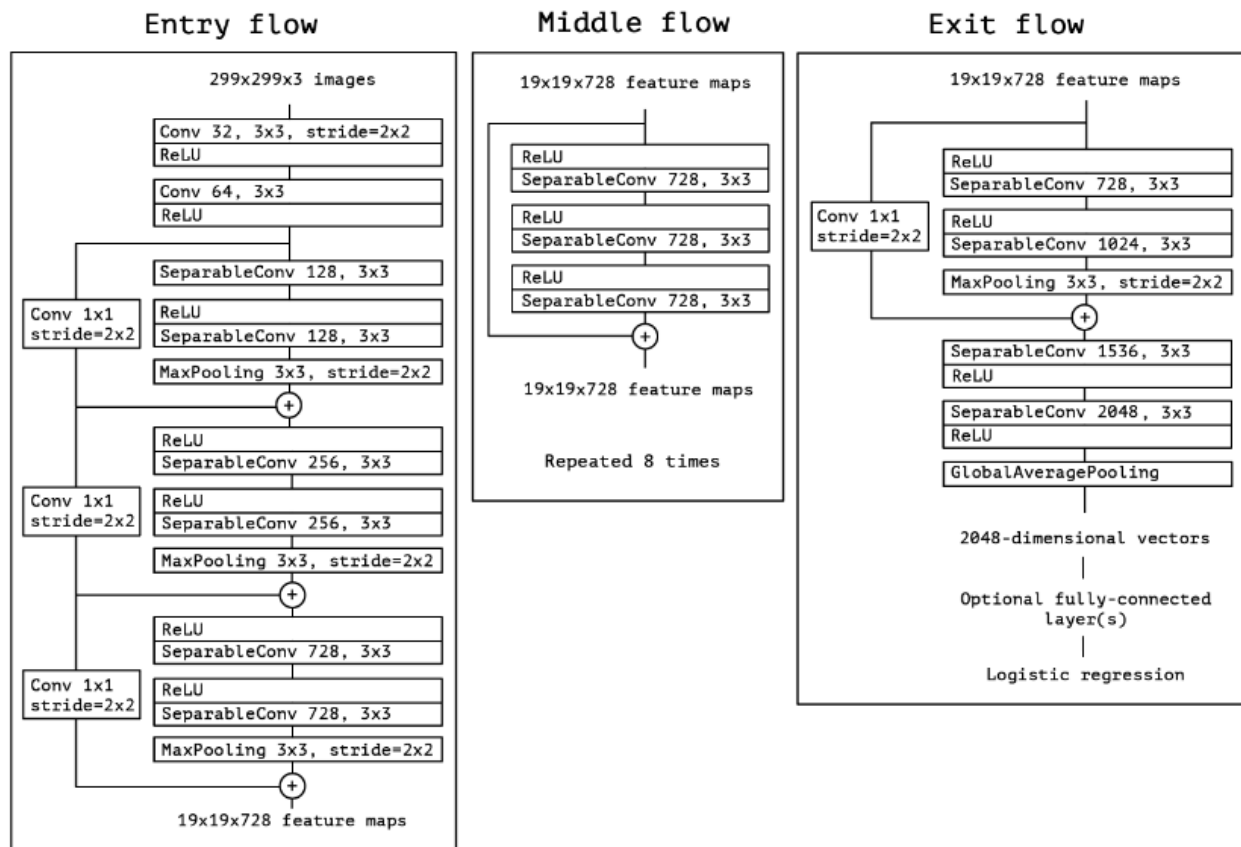 Entry flow
299x299x3 images
Conv 32, 3x3, stride=2x2
ReLU
Conv 64, 3x3
ReLU
SeparableConv 128, 3x3
Conv 1x1
stride=2x2
ReLU
SeparableConv 128, 3x3
MaxPooling 3x3, stride=2x2
+
ReLU
SeparableConv 256, 3x3
Conv 1x1
stride=2x2
ReLU
SeparableConv 256, 3x3
MaxPooling 3x3, stride=2x2
+
ReLU
SeparableConv 728, 3x3
Conv 1x1
stride=2x2
ReLU
SeparableConv 728, 3x3
MaxPooling 3x3, stride=2x2
+
19x19x728 feature maps
Middle flow
19x19x728 feature maps
ReLU
SeparableConv 728, 3x3
ReLU
SeparableConv 728, 3x3
ReLU
SeparableConv 728, 3x3
+
19x19x728 feature maps
Repeated 8 times
Exit flow
19x19x728 feature maps
ReLU
SeparableConv 728, 3x3
Conv 1x1
stride=2x2
ReLU
SeparableConv 1024, 3x3
MaxPooling 3x3, stride=2x2
+
SeparableConv 1536, 3x3
ReLU
SeparableConv 2048, 3x3
ReLU
GlobalAveragePooling
2048-dimensional vectors
Optional fully-connected
layer(s)
Logistic regression